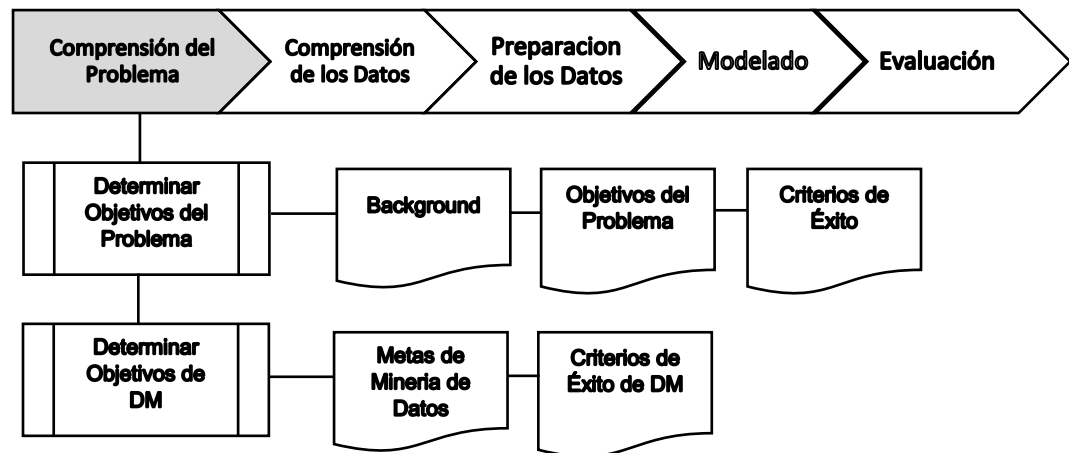 Comprensión del
Problema
Comprensión
de los Datos
Preparacion
de los Datos
Modelado
Evaluación
Determinar
Objetivos del
Problema
Background
Objetivos del
Problema
Criterios de
Éxito
Determinar
Objetivos de
DM
Metas de
Mineria de
Datos
Criterios de
Éxito de DM